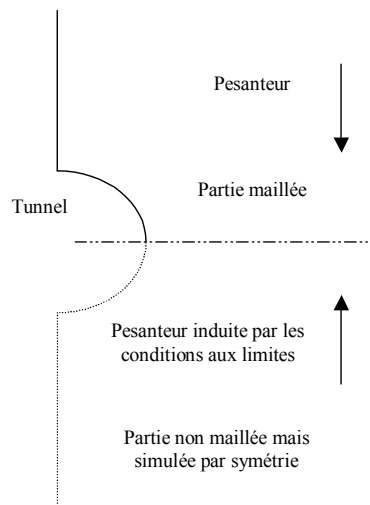 Pesanteur
Partie maillée
Tunnel
Pesanteur induite par les
conditions aux limites
Partie non maillée mais
simulée par symétrie